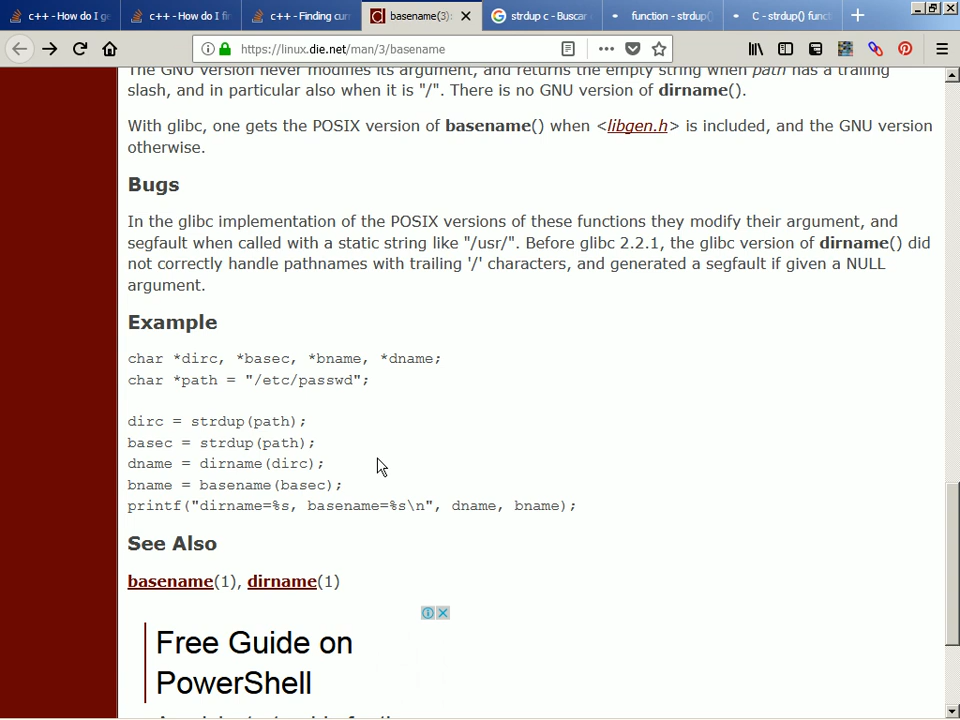 c++ - How do I ge
c++ - How do I fi
c++ - Finding curr
basename(3):
strdup c - Buscar
function - strdup()
C - strdup() funct
https://linux.die.net/man/3/basename
The GNU version never modifies its argument, and returns the empty string when path has a trailing
slash, and in particular also when it is "/". There is no GNU version of dirname().
With glibc, one gets the POSIX version of basename() when <libgen.h> is included, and the GNU version
otherwise.
Bugs
In the glibc implementation of the POSIX versions of these functions they modify their argument, and
segfault when called with a static string like "/usr/". Before glibc 2.2.1, the glibc version of dirname() did
not correctly handle pathnames with trailing '/' characters, and generated a segfault if given a NULL
argument.
Example
char *dirc, *basec, *bname, *dname;
char *path = "/etc/passwd";
dirc = strdup(path);
basec = strdup(path);
dname = dirname(dirc);
bname = basename(basec);
printf("dirname=%s, basename=%s\n", dname, bname);
See Also
basename(1), dirname(1)
Free Guide on
PowerShell